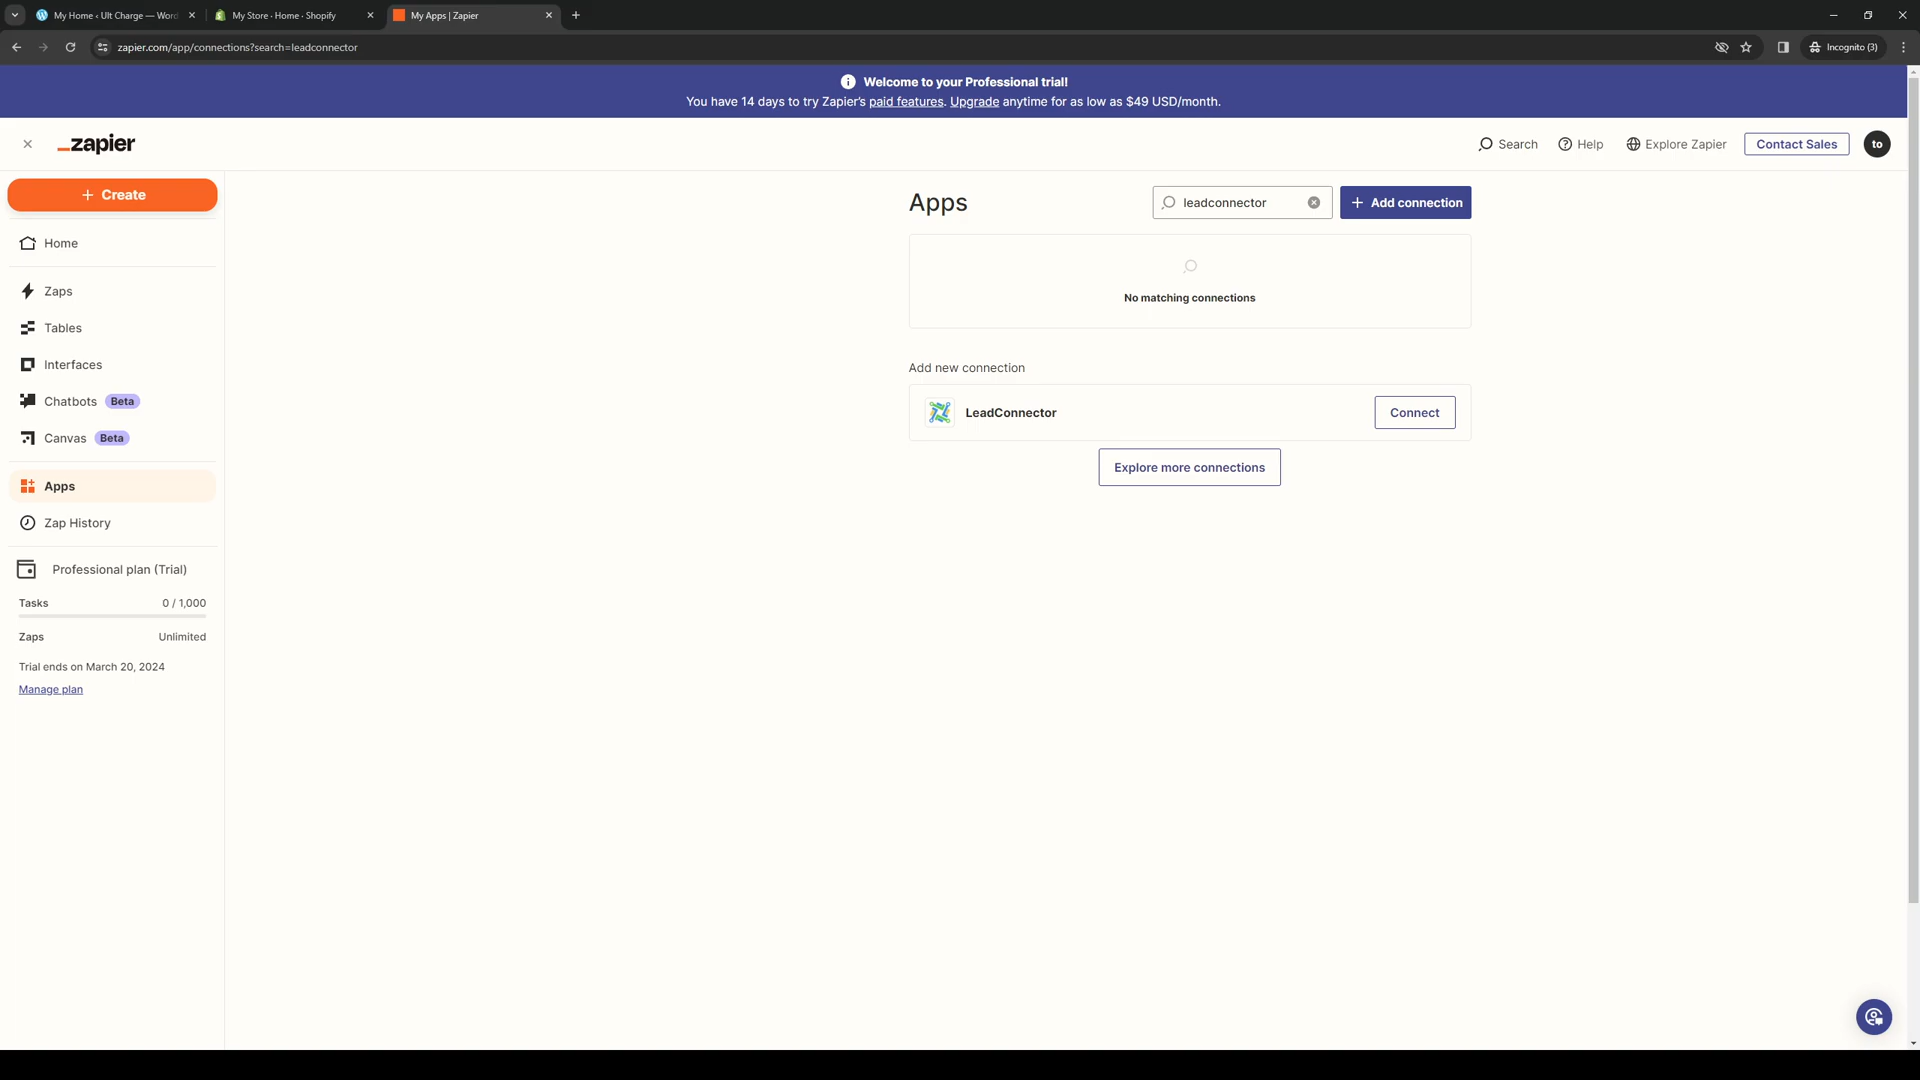 My Home ‹ Ult Charge — Word
My Store · Home · Shopify
My Apps | Zapier
zapier.com/app/connections?search=leadconnector
Incognito (3)
Welcome to your Professional trial!
You have 14 days to try Zapier's paid features. Upgrade anytime for as low as $49 USD/month.
zapier
Search
Help
Explore Zapier
Contact Sales
to
Create
Home
Zaps
Tables
Interfaces
Chatbots Beta
Canvas Beta
Apps
Zap History
Professional plan (Trial)
Tasks 0 / 1,000
Zaps Unlimited
Trial ends on March 20, 2024
Manage plan
Apps
leadconnector
Add connection
No matching connections
Add new connection
LeadConnector
Connect
Explore more connections